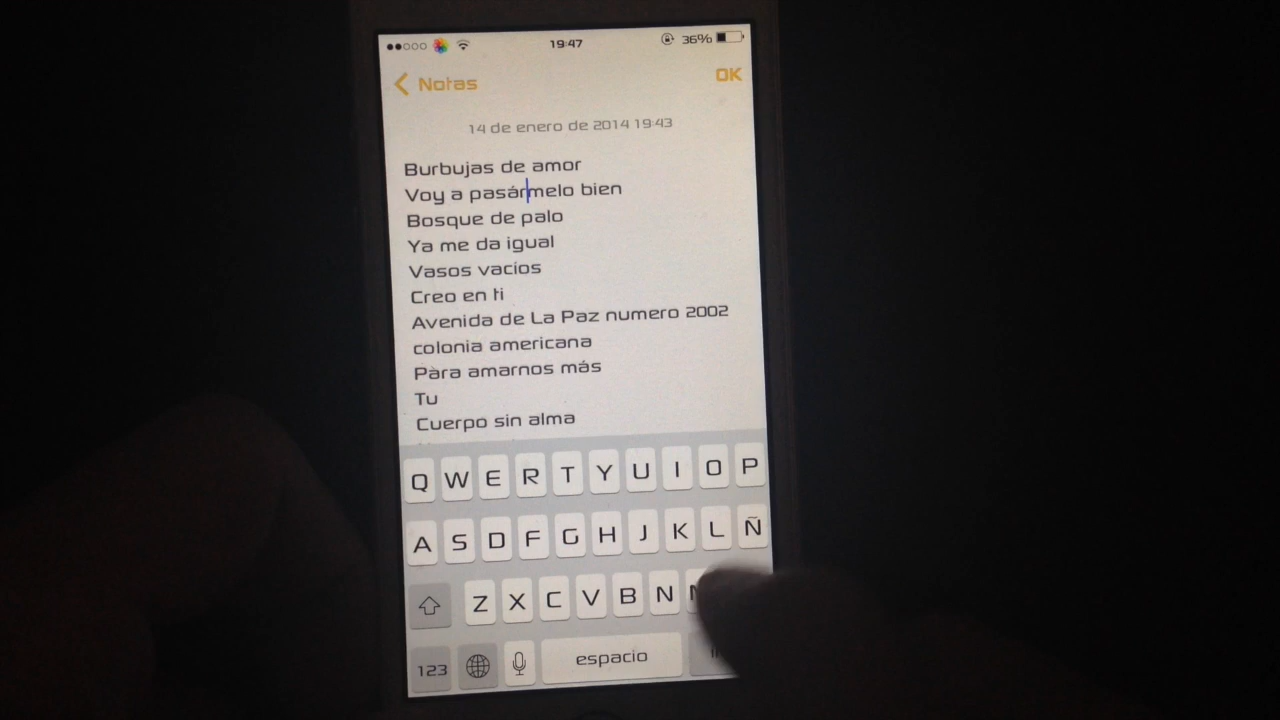 19:47
36%
Notas
OK
14 de enero de 2014 19:43
Burbujas de amor
Voy a pasármelo bien
Bosque de palo
Ya me da igual
Vasos vacíos
Creo en ti
Avenida de La Paz numero 2002
colonia americana
Pàra amarnos más
Tu
Cuerpo sin alma
Q W E R T Y U I O P
A S D F G H J K L Ñ
Z X C V B N
123 espacio